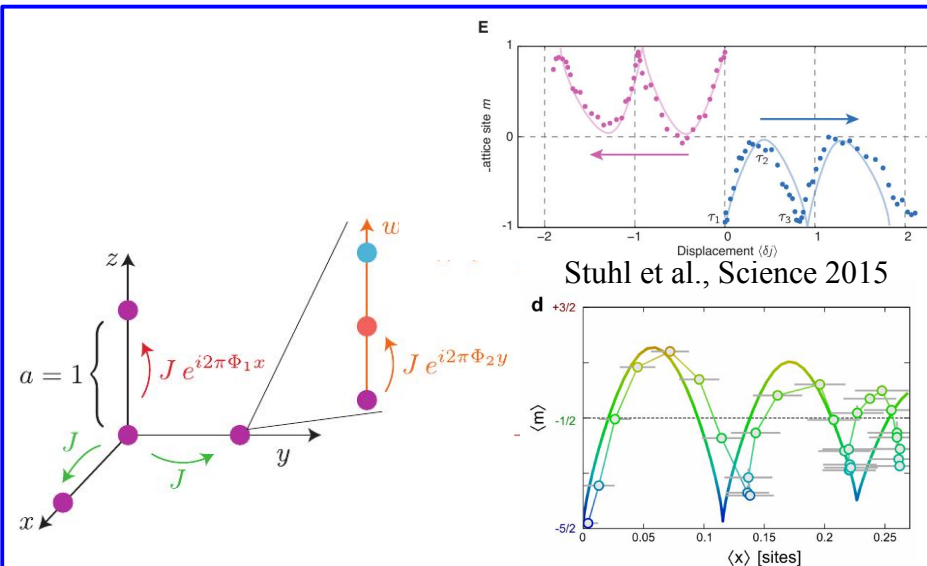 E
1
0
-1
-attice site m
τ1
τ2
τ3
-2
-1
0
1
2
Displacement ⟨δj⟩
Stuhl et al., Science 2015
z
w
a = 1
J e^{i2πΦ_1x}
J e^{i2πΦ_2y}
J
J
y
x
d
+3/2
-1/2
-5/2
⟨m⟩
0
0.05
0.1
0.15
0.2
0.25
⟨x⟩ [sites]